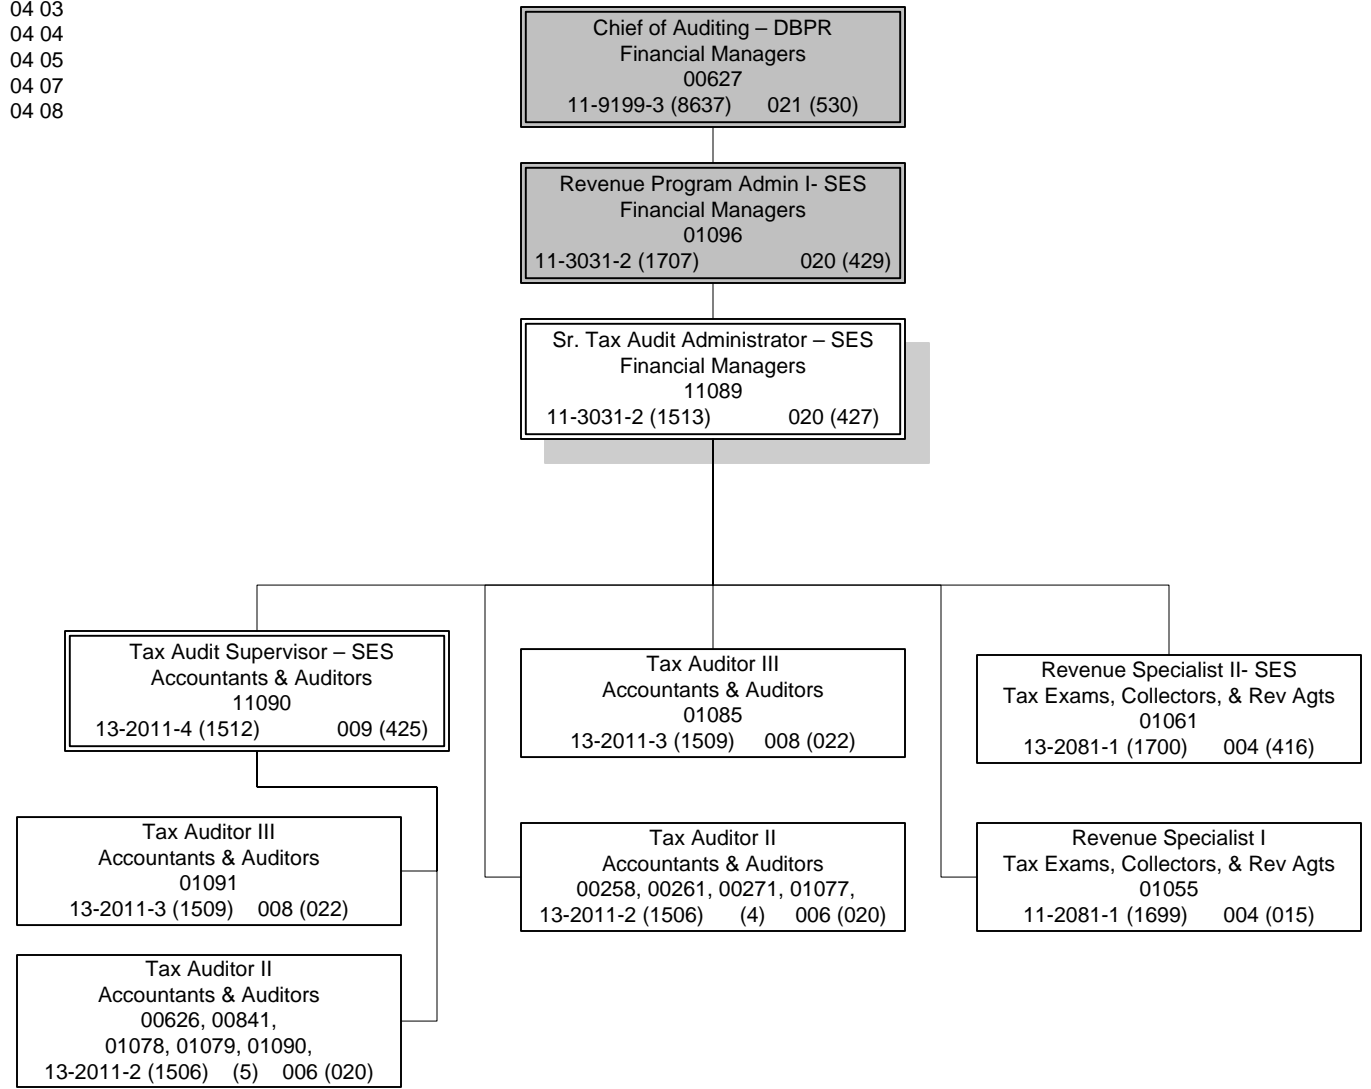 04 03
04 04
04 05
04 07
04 08
Chief of Auditing – DBPR
Financial Managers
00627
11-9199-3 (8637) 021 (530)
Revenue Program Admin I- SES
Financial Managers
01096
11-3031-2 (1707) 020 (429)
Sr. Tax Audit Administrator – SES
Financial Managers
11089
11-3031-2 (1513) 020 (427)
Tax Audit Supervisor – SES
Accountants & Auditors
11090
13-2011-4 (1512) 009 (425)
Tax Auditor III
Accountants & Auditors
01091
13-2011-3 (1509) 008 (022)
Tax Auditor II
Accountants & Auditors
00626, 00841,
01078, 01079, 01090,
13-2011-2 (1506) (5) 006 (020)
Tax Auditor III
Accountants & Auditors
01085
13-2011-3 (1509) 008 (022)
Tax Auditor II
Accountants & Auditors
00258, 00261, 00271, 01077,
13-2011-2 (1506) (4) 006 (020)
Revenue Specialist II- SES
Tax Exams, Collectors, & Rev Agts
01061
13-2081-1 (1700) 004 (416)
Revenue Specialist I
Tax Exams, Collectors, & Rev Agts
01055
11-2081-1 (1699) 004 (015)